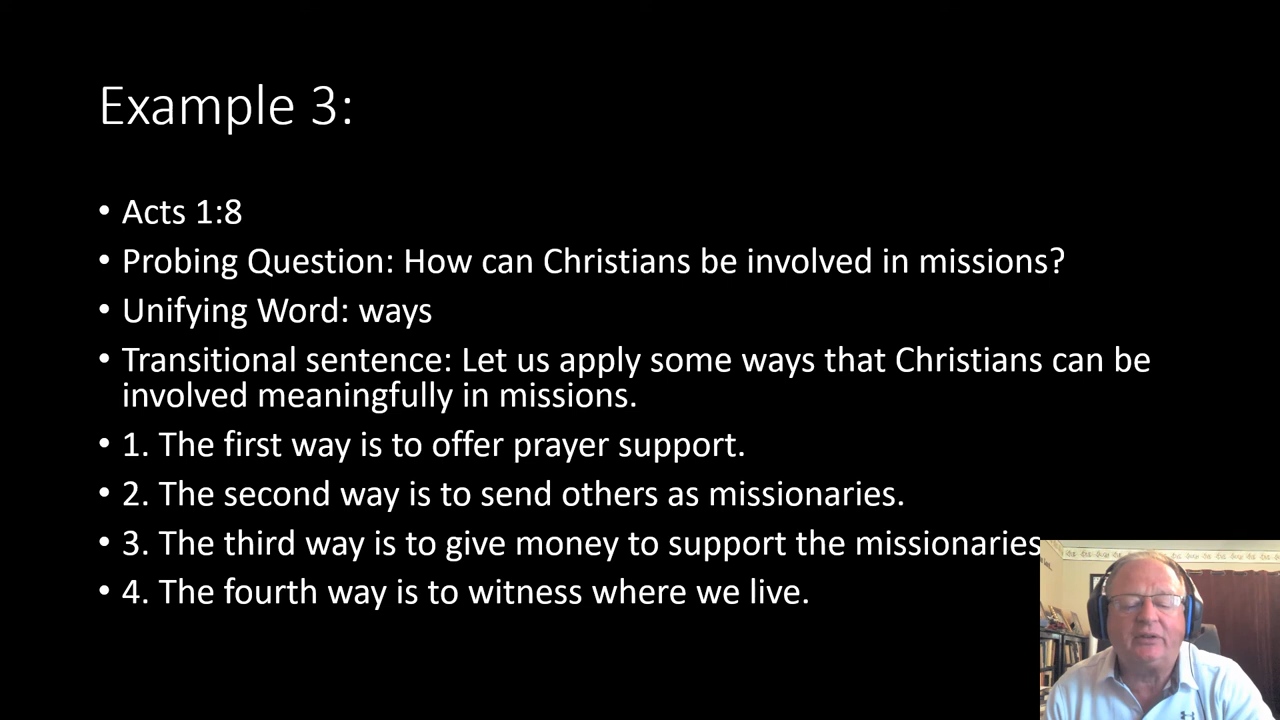 Example 3:
• Acts 1:8
• Probing Question: How can Christians be involved in missions?
• Unifying Word: ways
• Transitional sentence: Let us apply some ways that Christians can be
involved meaningfully in missions.
• 1. The first way is to offer prayer support.
• 2. The second way is to send others as missionaries.
• 3. The third way is to give money to support the missionaries
• 4. The fourth way is to witness where we live.